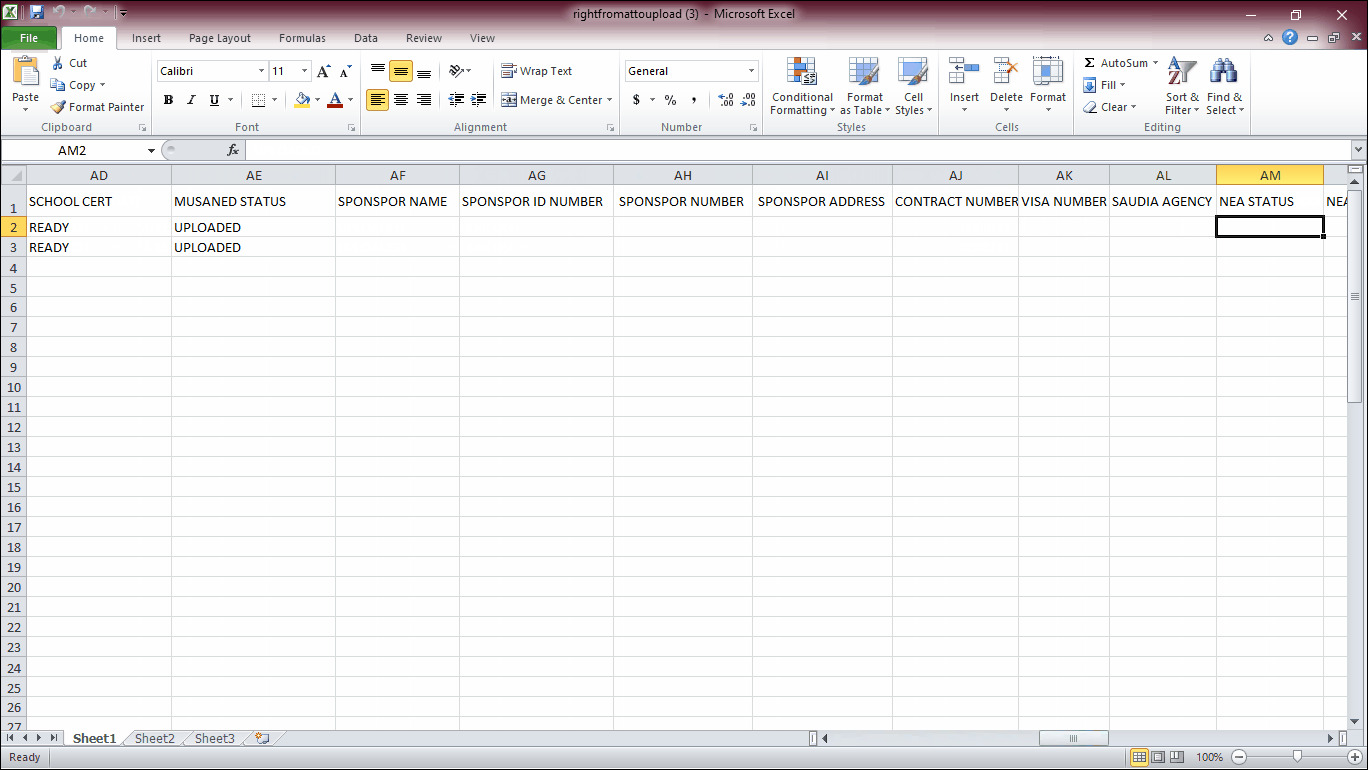 rightfromattoupload (3) - Microsoft Excel
File Home Insert Page Layout Formulas Data Review View
Paste
Cut
Copy
Format Painter
Clipboard
Calibri 11
B I U
A A
A
Font
Wrap Text
Merge & Center
Alignment
General
$ % ,
Number
Conditional Formatting
Format as Table
Cell Styles
Styles
Insert Delete Format
Cells
Σ AutoSum
Fill
Clear
Sort & Filter
Find & Select
Editing
AM2 fx
AD AE AF AG AH AI AJ AK AL AM
1 SCHOOL CERT MUSANED STATUS SPONSPOR NAME SPONSPOR ID NUMBER SPONSPOR NUMBER SPONSPOR ADDRESS CONTRACT NUMBER VISA NUMBER SAUDIA AGENCY NEA STATUS NEA
2 READY UPLOADED
3 READY UPLOADED
4
5
6
7
8
9
10
11
12
13
14
15
16
17
18
19
20
21
22
23
24
25
26
27
Sheet1 Sheet2 Sheet3
Ready 100%